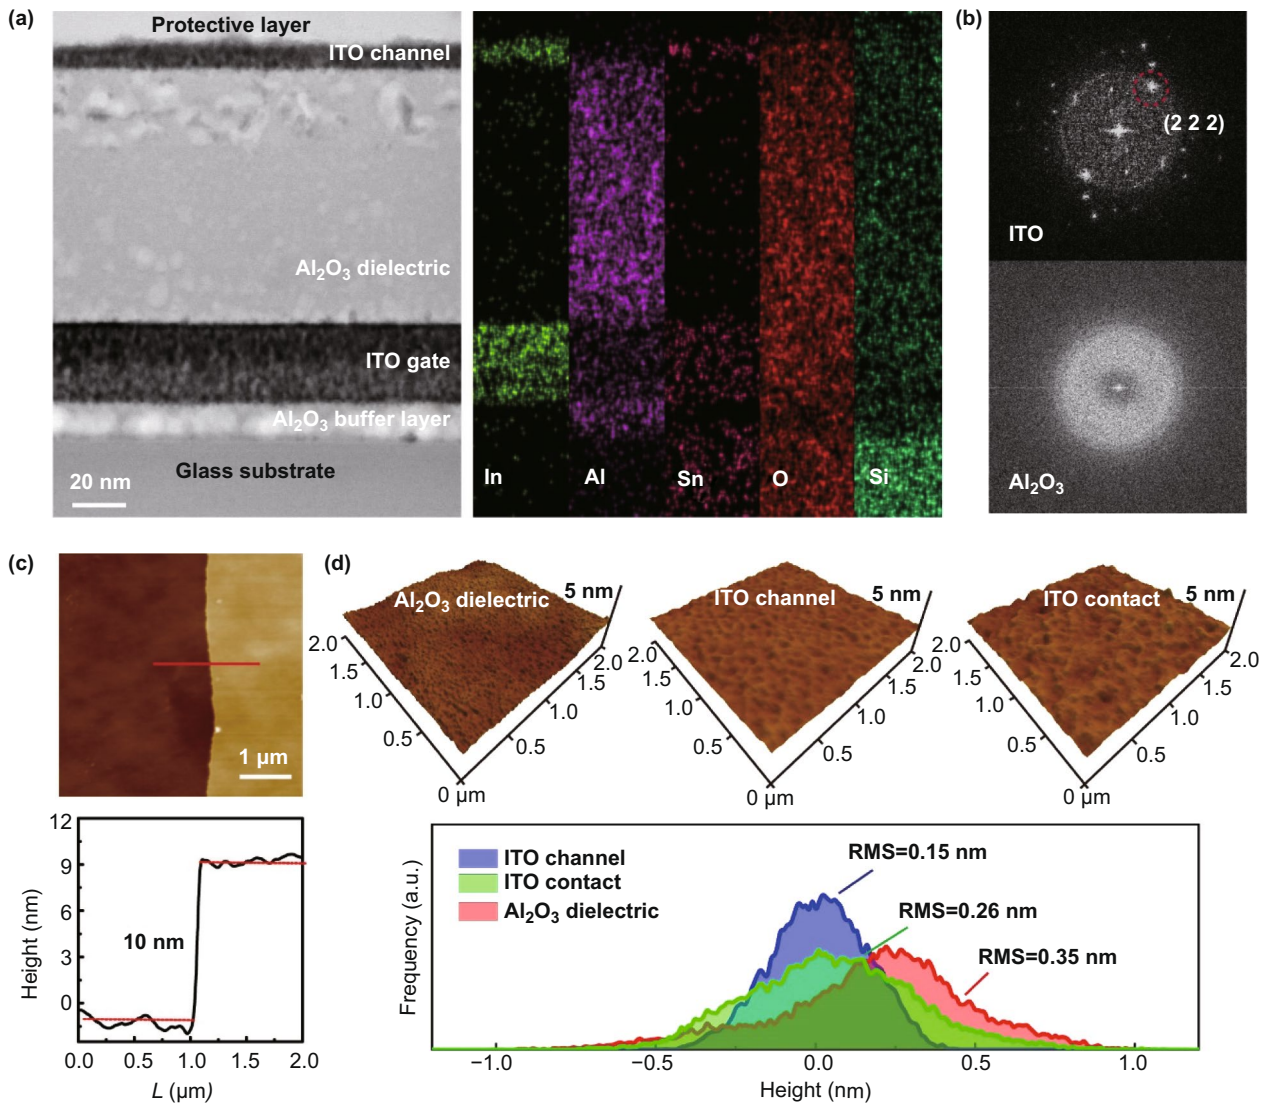 (a)
Protective layer
ITO channel
Al₂O₃ dielectric
ITO gate
Al₂O₃ buffer layer
Glass substrate
20 nm
In
Al
Sn
O
Si
(b)
(2 2 2)
ITO
Al₂O₃
(c)
1 μm
12
9
6
3
0
Height (nm)
10 nm
0.0 0.5 1.0 1.5 2.0
L (μm)
(d)
Al₂O₃ dielectric
5 nm
2.0
1.5
1.0
0.5
0 μm
0.5
1.0
1.5
2.0
ITO channel
5 nm
2.0
1.5
1.0
0.5
0 μm
0.5
1.0
1.5
2.0
ITO contact
5 nm
2.0
1.5
1.0
0.5
0 μm
0.5
1.0
1.5
2.0
Frequency (a.u.)
ITO channel
ITO contact
Al₂O₃ dielectric
RMS=0.15 nm
RMS=0.26 nm
RMS=0.35 nm
−1.0 −0.5 0.0 0.5 1.0
Height (nm)